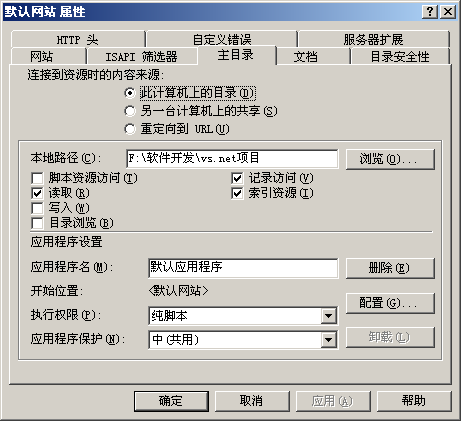 默认网站 属性
HTTP 头 自定义错误 服务器扩展
网站 ISAPI 筛选器 主目录 文档 目录安全性
连接到资源时的内容来源:
此计算机上的目录(D)
另一台计算机上的共享(S)
重定向到 URL(U)
本地路径(C): F:\软件开发\vs.net项目 浏览(O)...
脚本资源访问(T) 记录访问(V)
读取(R) 索引资源(I)
写入(W)
目录浏览(B)
应用程序设置
应用程序名(M): 默认应用程序 删除(E)
开始位置: <默认网站>
配置(G)...
执行权限(P): 纯脚本
应用程序保护(N): 中(共用) 卸载(L)
确定 取消 应用(A) 帮助